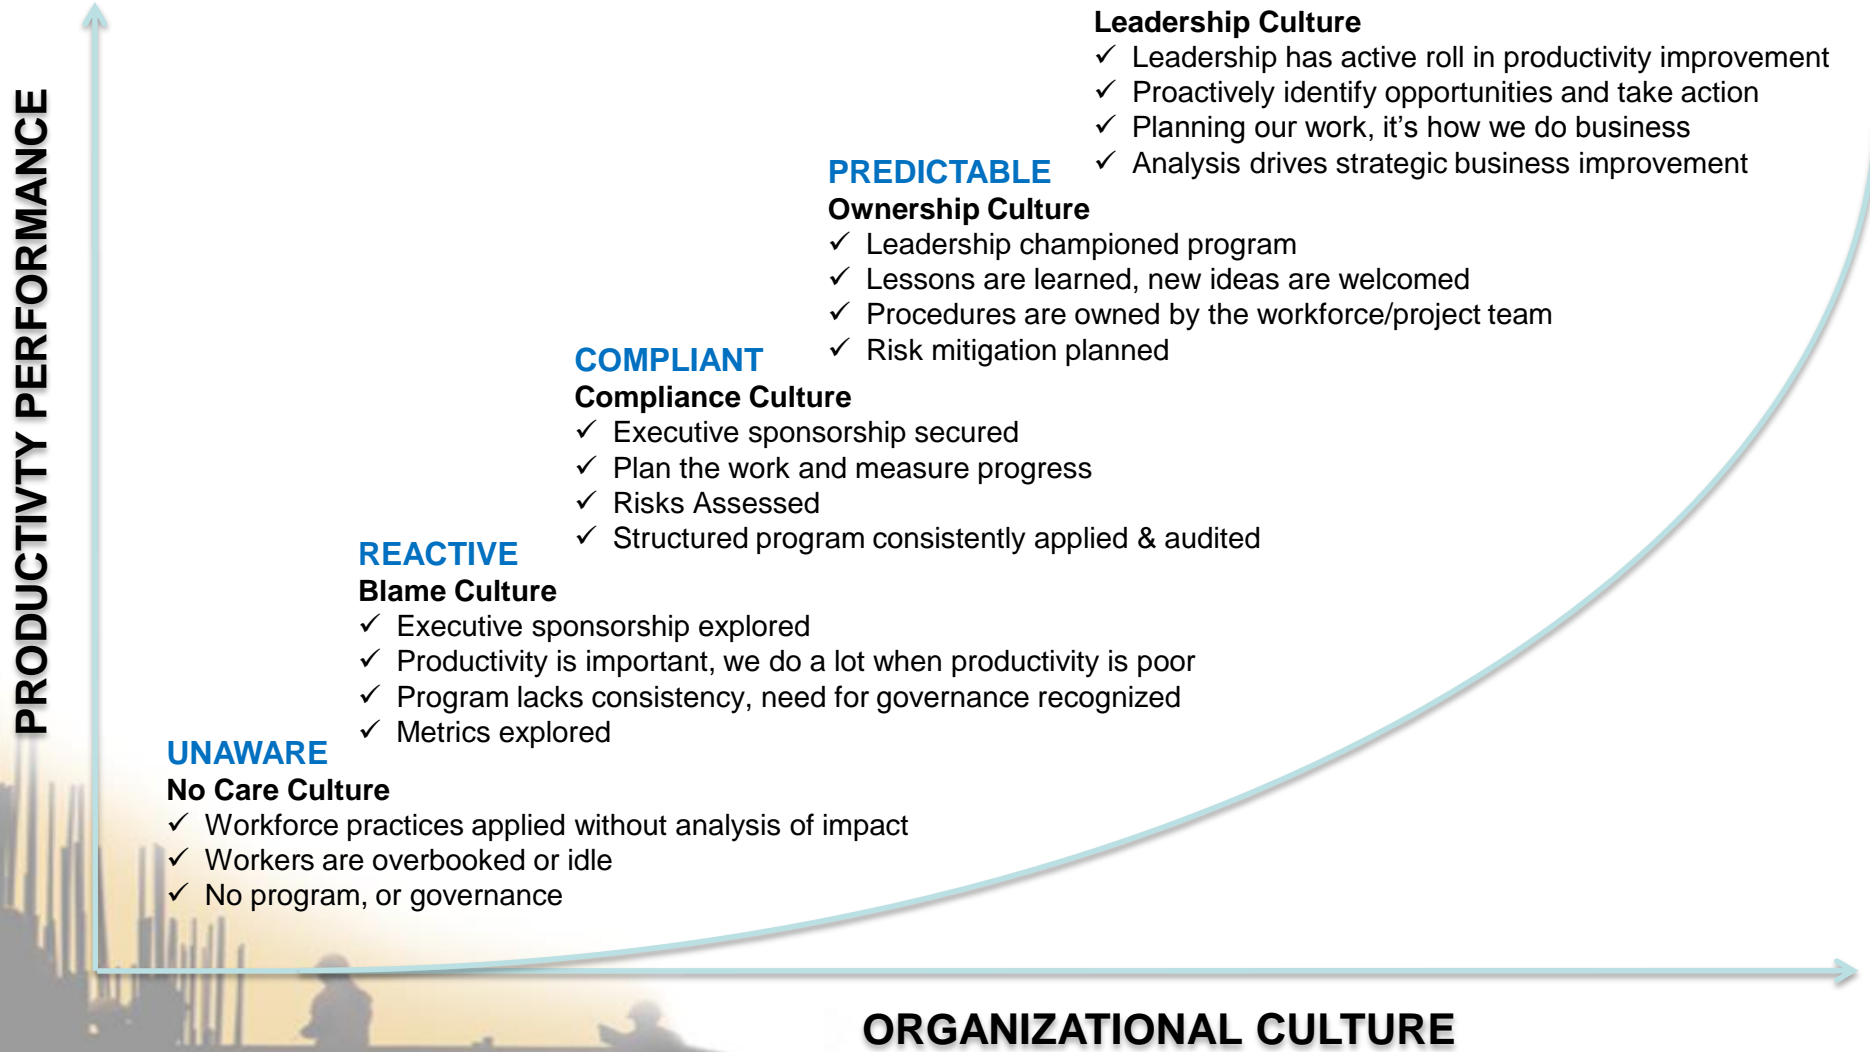 PRODUCTIVTY PERFORMANCE
Leadership Culture
✓ Leadership has active roll in productivity improvement
✓ Proactively identify opportunities and take action
✓ Planning our work, it's how we do business
✓ Analysis drives strategic business improvement
PREDICTABLE
Ownership Culture
✓ Leadership championed program
✓ Lessons are learned, new ideas are welcomed
✓ Procedures are owned by the workforce/project team
✓ Risk mitigation planned
COMPLIANT
Compliance Culture
✓ Executive sponsorship secured
✓ Plan the work and measure progress
✓ Risks Assessed
✓ Structured program consistently applied & audited
REACTIVE
Blame Culture
✓ Executive sponsorship explored
✓ Productivity is important, we do a lot when productivity is poor
✓ Program lacks consistency, need for governance recognized
✓ Metrics explored
UNAWARE
No Care Culture
✓ Workforce practices applied without analysis of impact
✓ Workers are overbooked or idle
✓ No program, or governance
ORGANIZATIONAL CULTURE